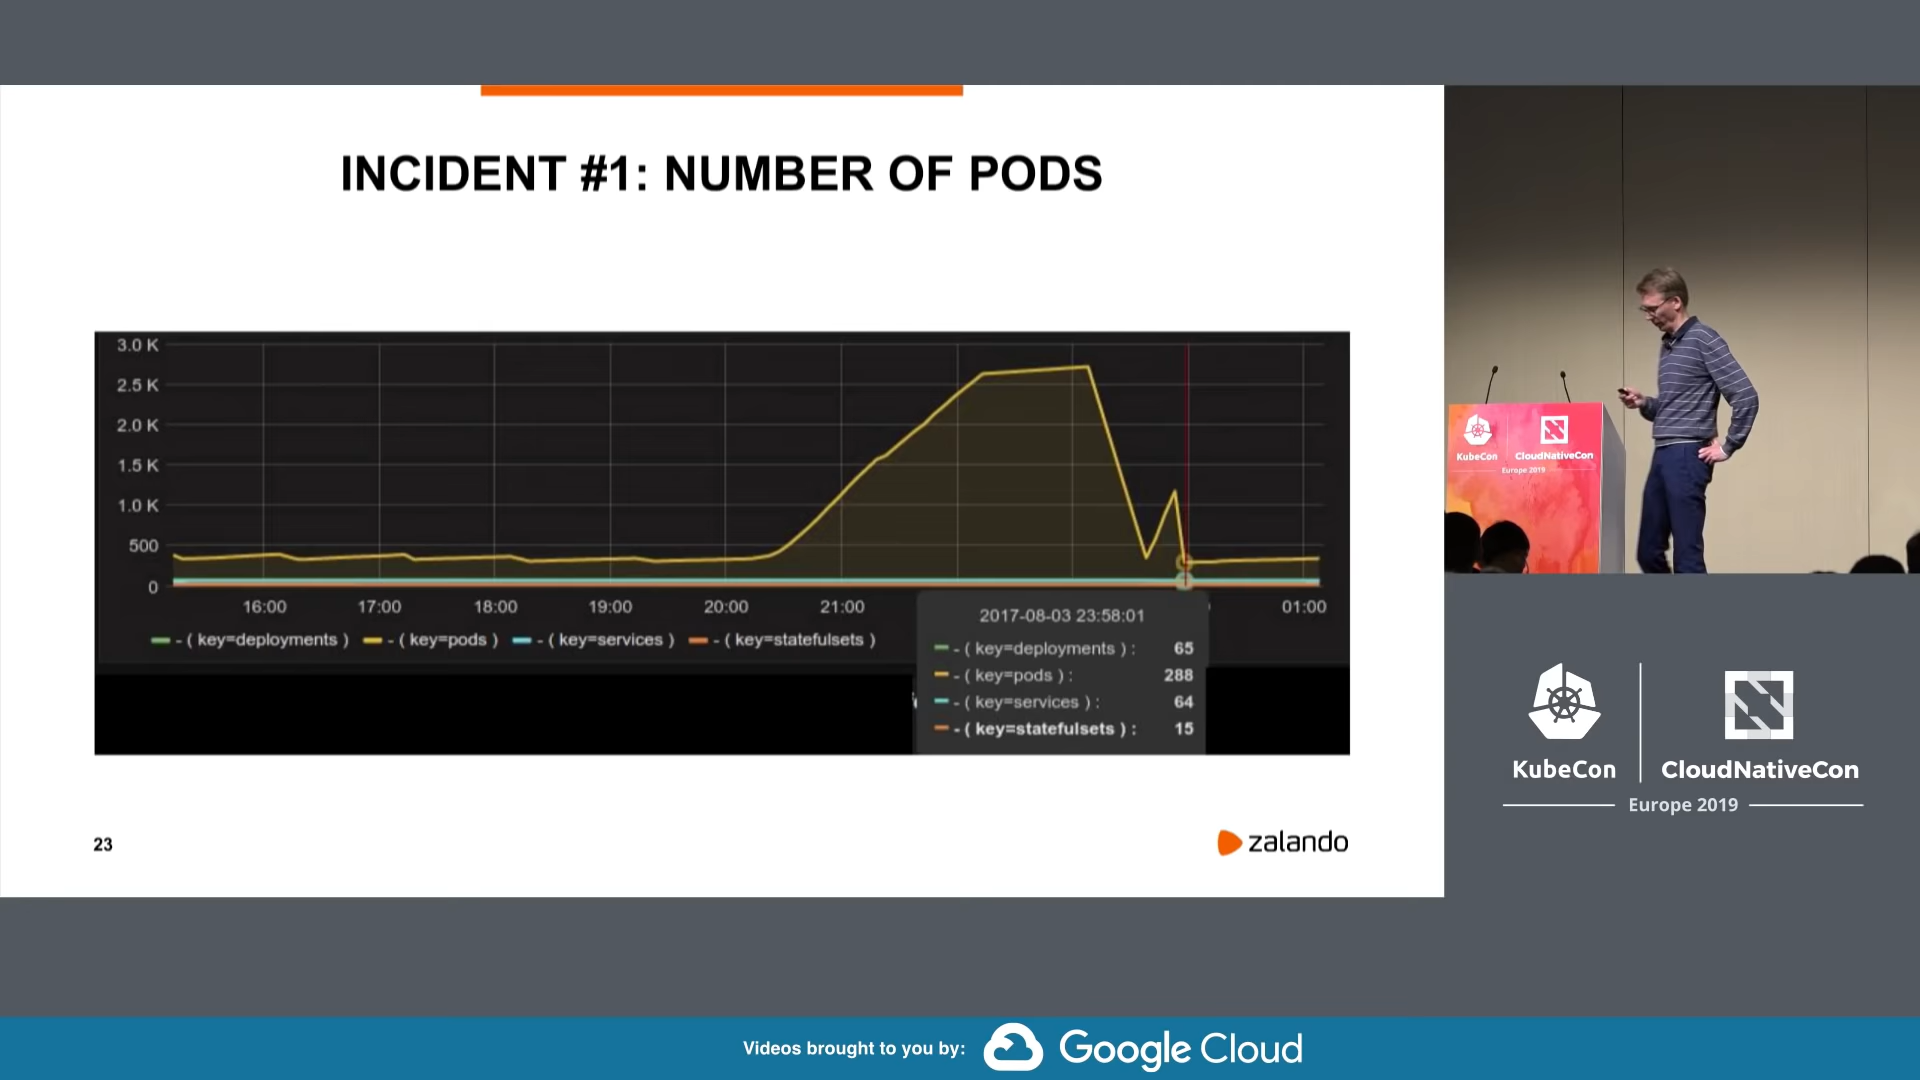 INCIDENT #1: NUMBER OF PODS
3.0 K
2.5 K
2.0 K
1.5 K
1.0 K
500
0
16:00 17:00 18:00 19:00 20:00 21:00 01:00
- ( key=deployments ) - ( key=pods ) - ( key=services ) - ( key=statefulsets )
2017-08-03 23:58:01
- ( key=deployments ) : 65
- ( key=pods ) : 288
- ( key=services ) : 64
- ( key=statefulsets ) : 15
23
zalando
KubeCon CloudNativeCon
Europe 2019
KubeCon CloudNativeCon
Europe 2019
Videos brought to you by: Google Cloud